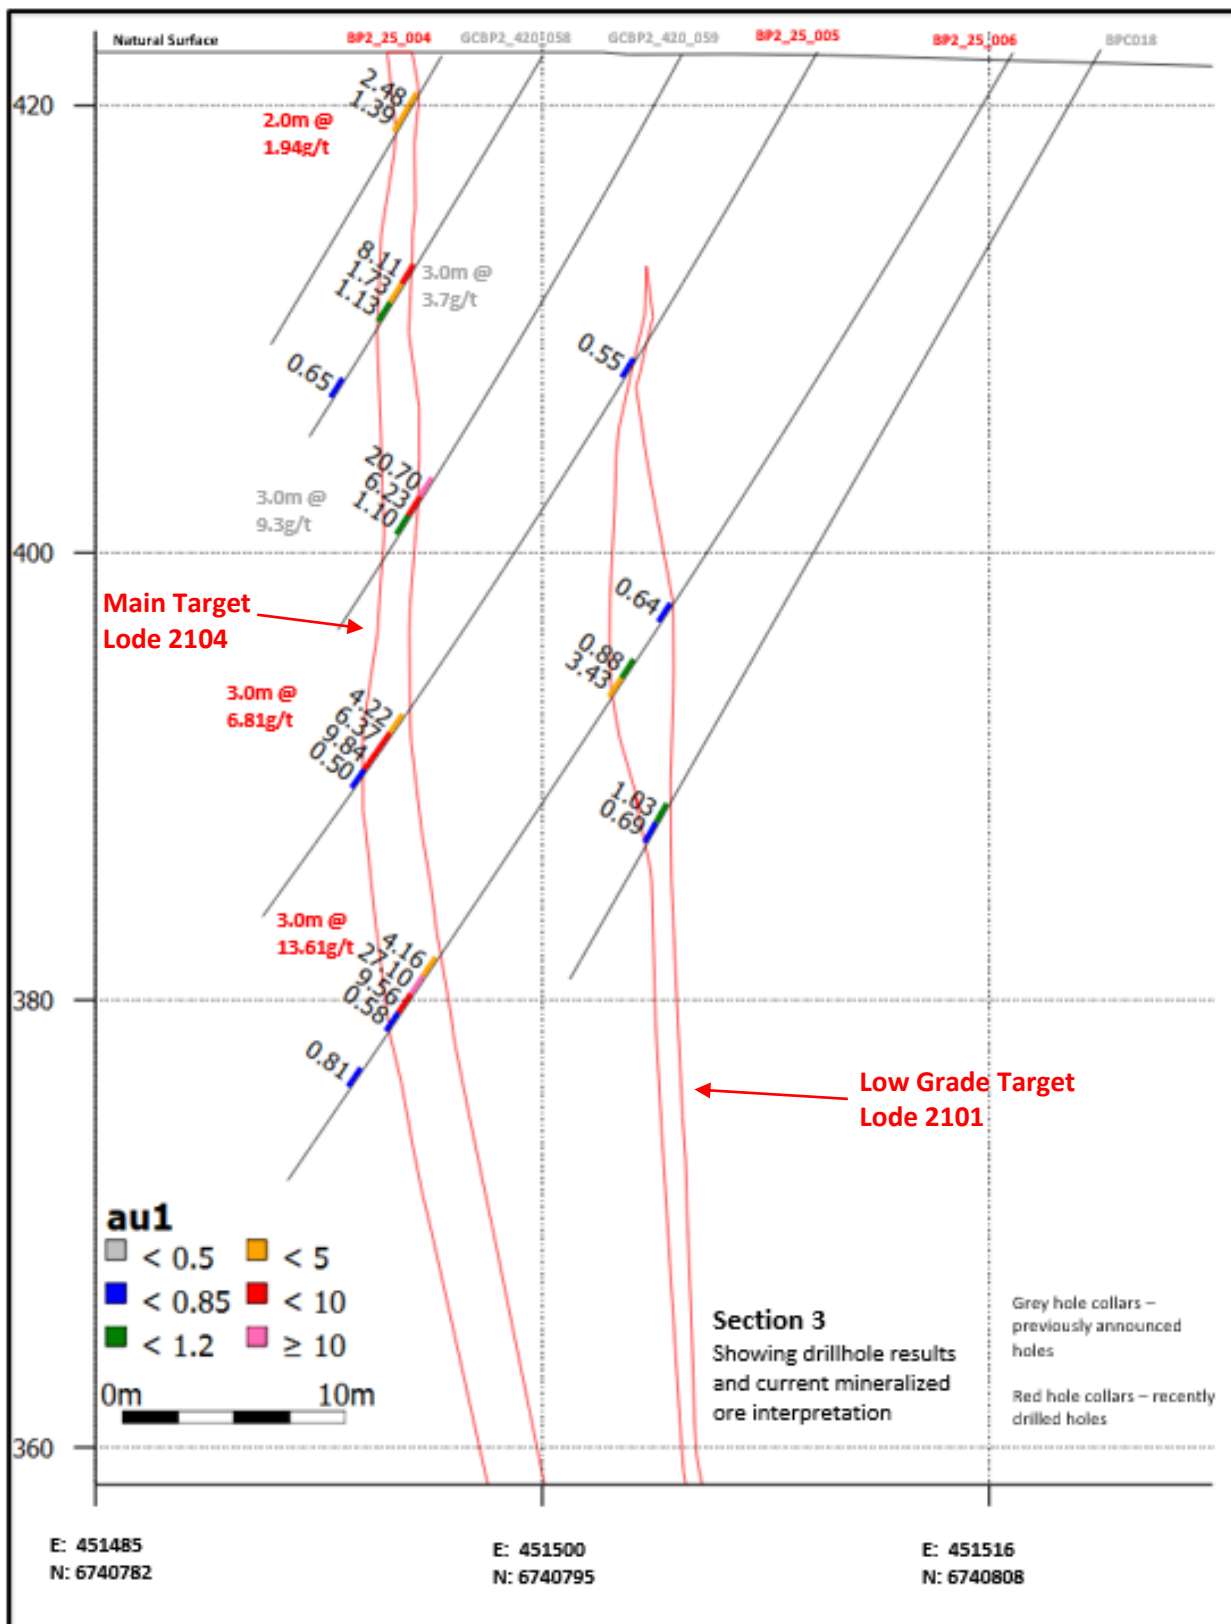 Natural Surface
BP2_25_004
GCBP2_420_058
GCBP2_420_059
BP2_25_005
BP2_25_006
BPC018
420
2.48
1.39
2.0m @
1.94g/t
8.11
1.73
1.13
3.0m @
3.7g/t
0.65
0.55
20.70
6.23
1.10
3.0m @
9.3g/t
400
Main Target
Lode 2104
0.64
0.88
3.43
3.0m @
6.81g/t
4.22
6.37
9.84
0.50
1.03
0.69
3.0m @
13.61g/t
4.16
27.10
9.56
0.58
380
0.81
Low Grade Target
Lode 2101
au1
< 0.5
< 5
< 0.85
< 10
< 1.2
≥ 10
0m
10m
Section 3
Showing drillhole results
and current mineralized
ore interpretation
Grey hole collars –
previously announced
holes
Red hole collars – recently
drilled holes
360
E: 451485
N: 6740782
E: 451500
N: 6740795
E: 451516
N: 6740808